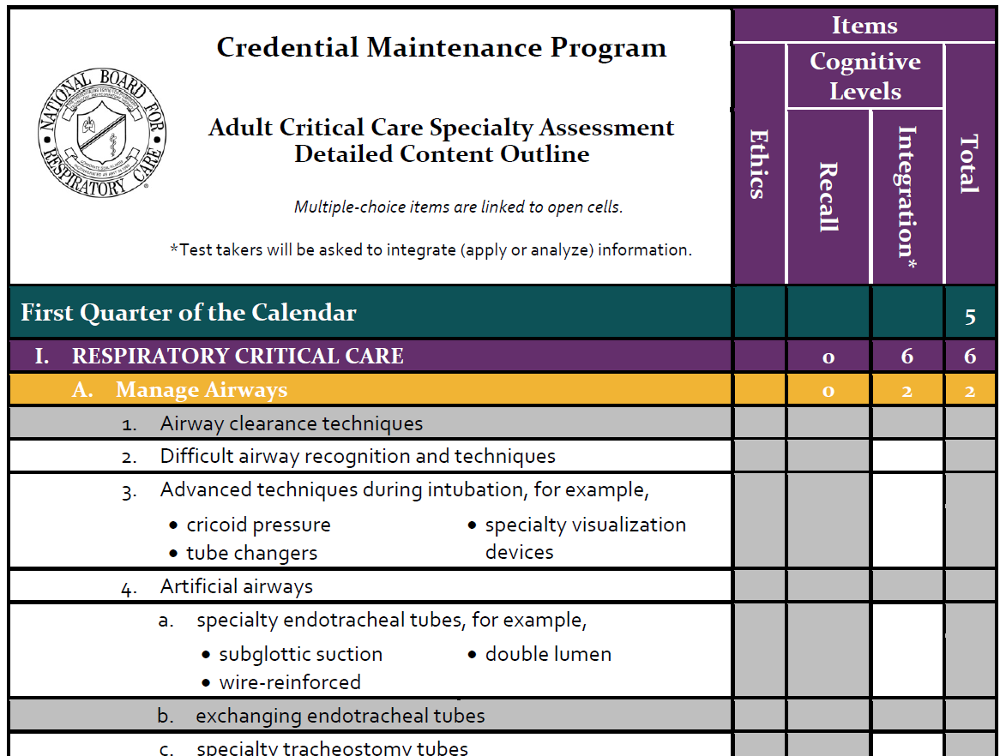 Credential Maintenance Program
NATIONAL BOARD FOR
RESPIRATORY CARE
Adult Critical Care Specialty Assessment
Detailed Content Outline
Multiple-choice items are linked to open cells.
*Test takers will be asked to integrate (apply or analyze) information.
Items
Cognitive
Levels
Ethics
Recall
Integration*
Total
First Quarter of the Calendar 5
I. RESPIRATORY CRITICAL CARE 0 6 6
A. Manage Airways 0 2 2
1. Airway clearance techniques
2. Difficult airway recognition and techniques
3. Advanced techniques during intubation, for example,
• cricoid pressure • specialty visualization
• tube changers devices
4. Artificial airways
a. specialty endotracheal tubes, for example,
• subglottic suction • double lumen
• wire-reinforced
b. exchanging endotracheal tubes
c. specialty tracheostomy tubes